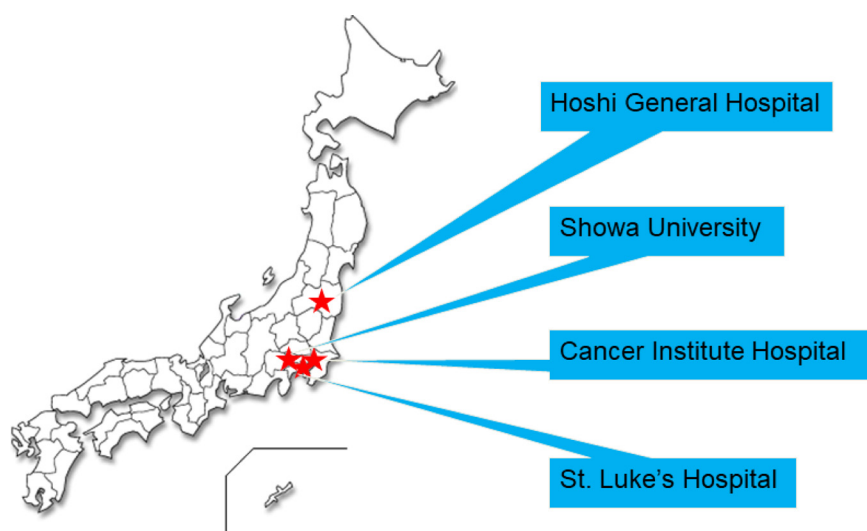 Hoshi General Hospital
Showa University
Cancer Institute Hospital
St. Luke’s Hospital